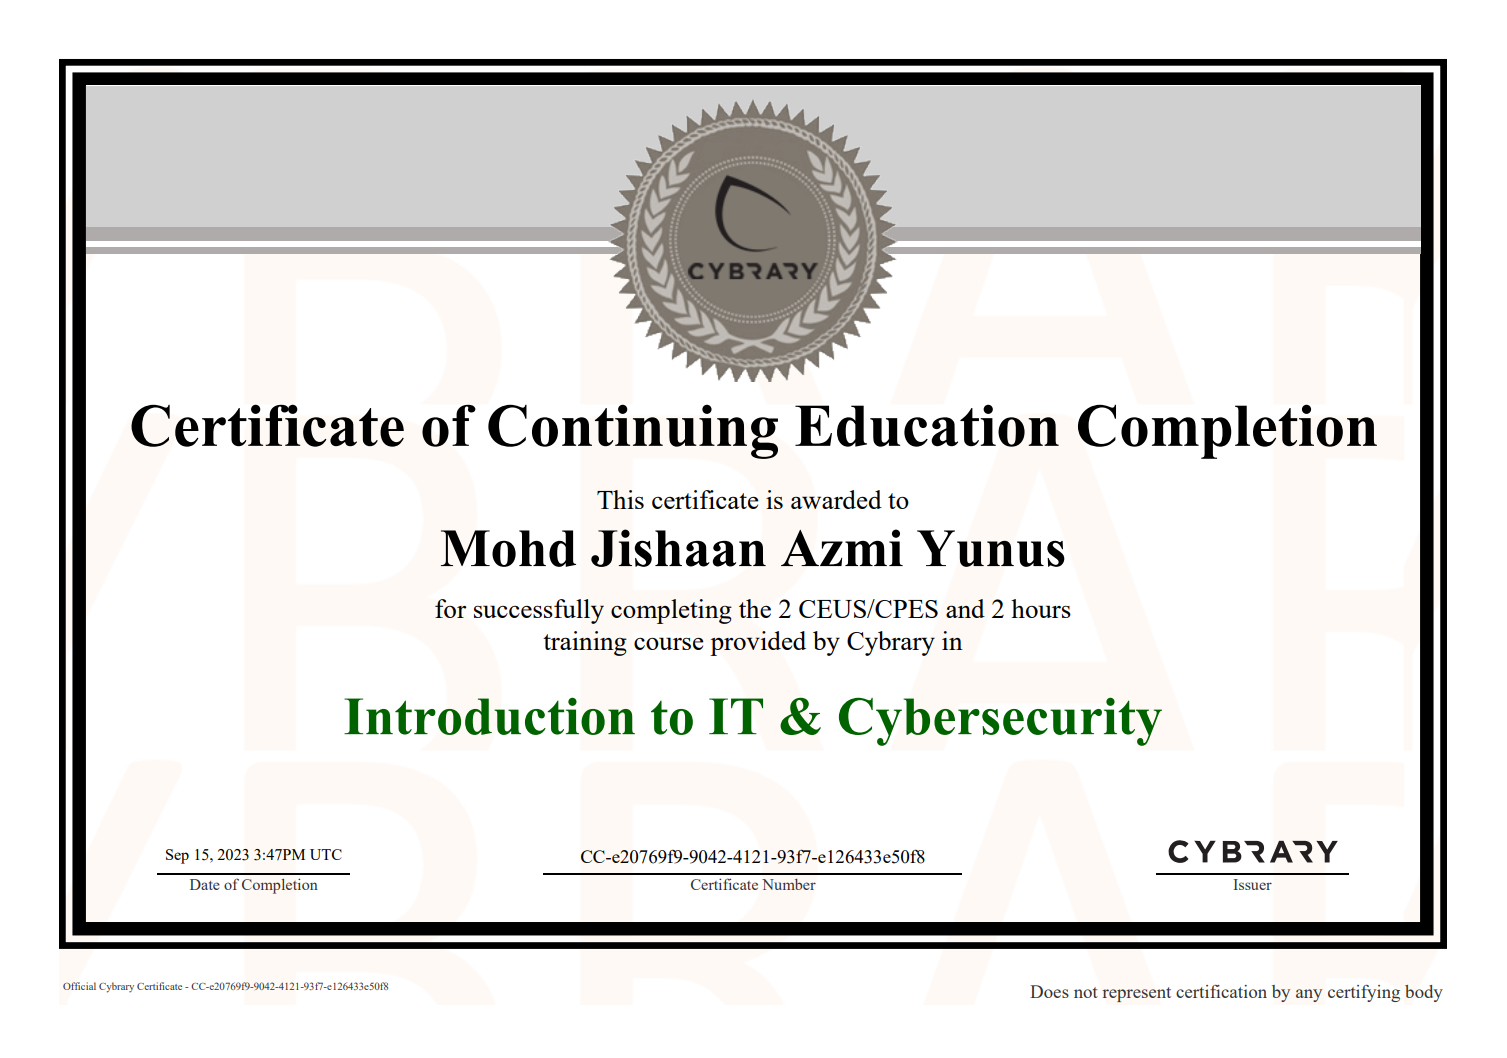 CYBRARY
Certificate of Continuing Education Completion
This certificate is awarded to
Mohd Jishaan Azmi Yunus
for successfully completing the 2 CEUS/CPES and 2 hours
training course provided by Cybrary in
Introduction to IT & Cybersecurity
Sep 15, 2023 3:47PM UTC
Date of Completion
CC-e20769f9-9042-4121-93f7-e126433e50f8
Certificate Number
CYBRARY
Issuer
Official Cybrary Certificate - CC-e20769f9-9042-4121-93f7-e126433e50f8
Does not represent certification by any certifying body